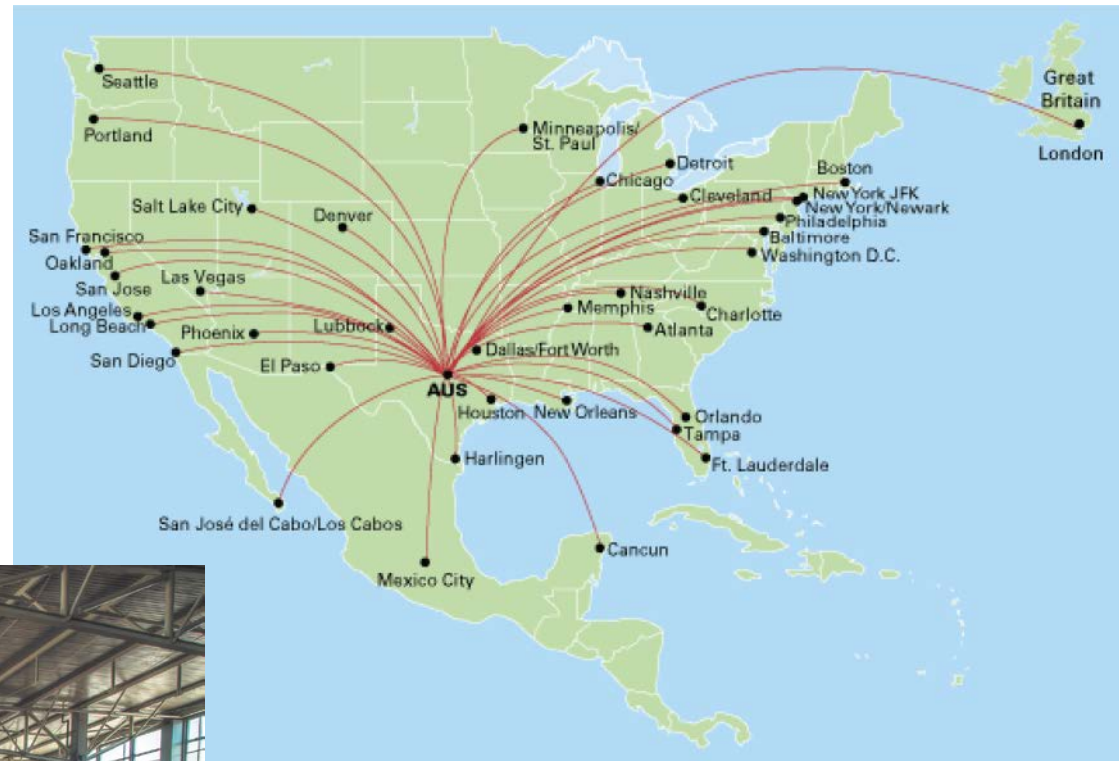 Seattle
Great
Britain
Portland
Minneapolis/
St. Paul
London
Detroit
Boston
Chicago
Cleveland
New York JFK
New York/Newark
Salt Lake City
Denver
Philadelphia
Baltimore
San Francisco
Oakland
Washington D.C.
Las Vegas
San Jose
Nashville
Los Angeles
Memphis
Charlotte
Long Beach
Phoenix
Lubbock
Atlanta
San Diego
Dallas/Fort Worth
El Paso
AUS
Houston
New Orleans
Orlando
Tampa
Harlingen
Ft. Lauderdale
San José del Cabo/Los Cabos
Cancun
Mexico City